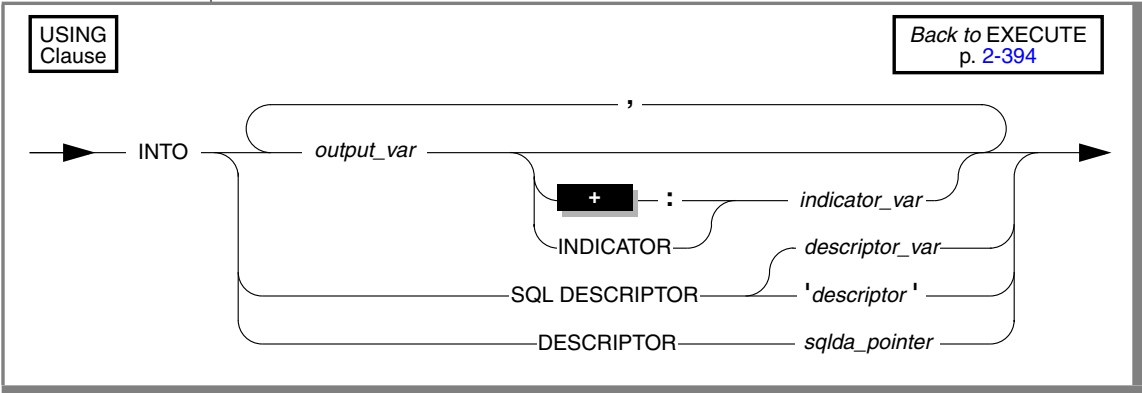 USING
Clause
Back to EXECUTE
p. 2-394
,
INTO output_var
+ : indicator_var
INDICATOR
descriptor_var
SQL DESCRIPTOR 'descriptor '
DESCRIPTOR sqlda_pointer